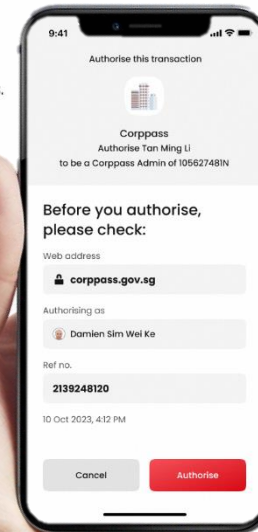 9:41
Authorise this transaction
Corppass
Authorise Tan Ming Li
to be a Corppass Admin of 105627481N
Before you authorise,
please check:
Web address
corppass.gov.sg
Authorising as
Damien Sim Wei Ke
Ref no.
2139248120
10 Oct 2023, 4:12 PM
Cancel
Authorise